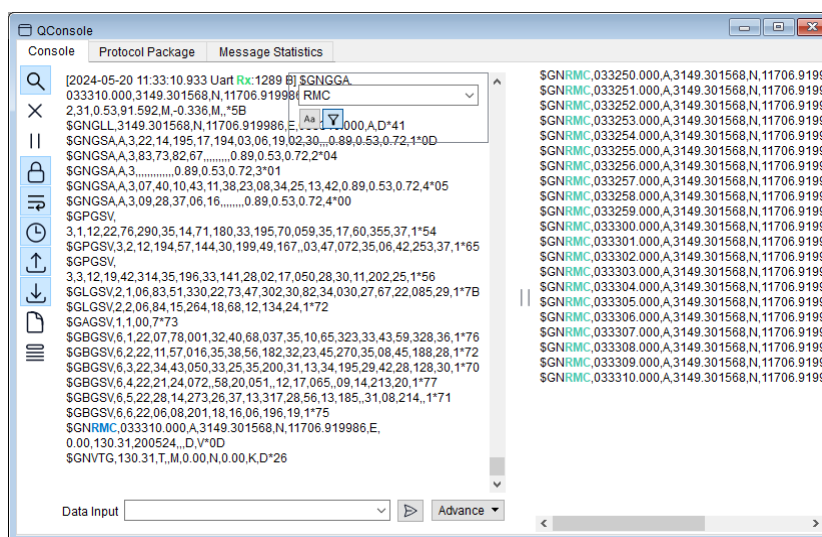 QConsole
Console Protocol Package Message Statistics
[2024-05-20 11:33:10.933 Uart Rx:1289 B] $GNGGA,
033310.000,3149.301568,N,11706.919986
RMC
2,31,0.53,91.592,M,-0.336,M,,*5B
Aa
$GNGLL,3149.301568,N,11706.919986,E, .000,A,D*41
$GNGSA,A,3,22,14,195,17,194,03,06,19,02,30,,,0.89,0.53,0.72,1*0D
$GNGSA,A,3,83,73,82,67,,,,,,,,,0.89,0.53,0.72,2*04
$GNGSA,A,3,,,,,,,,,,,,,0.89,0.53,0.72,3*01
$GNGSA,A,3,07,40,10,43,11,38,23,08,34,25,13,42,0.89,0.53,0.72,4*05
$GNGSA,A,3,09,28,37,06,16,,,,,,,,0.89,0.53,0.72,4*00
$GPGSV,
3,1,12,22,76,290,35,14,71,180,33,195,70,059,35,17,60,355,37,1*54
$GPGSV,3,2,12,194,57,144,30,199,49,167,,03,47,072,35,06,42,253,37,1*65
$GPGSV,
3,3,12,19,42,314,35,196,33,141,28,02,17,050,28,30,11,202,25,1*56
$GLGSV,2,1,06,83,51,330,22,73,47,302,30,82,34,030,27,67,22,085,29,1*7B
$GLGSV,2,2,06,84,15,264,18,68,12,134,24,1*72
$GAGSV,1,1,00,7*73
$GBGSV,6,1,22,07,78,001,32,40,68,037,35,10,65,323,33,43,59,328,36,1*76
$GBGSV,6,2,22,11,57,016,35,38,56,182,32,23,45,270,35,08,45,188,28,1*72
$GBGSV,6,3,22,34,43,050,33,25,35,200,31,13,34,195,29,42,28,128,30,1*70
$GBGSV,6,4,22,21,24,072,,58,20,051,,12,17,065,,09,14,213,20,1*77
$GBGSV,6,5,22,28,14,273,26,37,13,317,28,56,13,185,,31,08,214,,1*71
$GBGSV,6,6,22,06,08,201,18,16,06,196,19,1*75
$GNRMC,033310.000,A,3149.301568,N,11706.919986,E,
0.00,130.31,200524,,,D,V*0D
$GNVTG,130.31,T,,M,0.00,N,0.00,K,D*26
Data Input
Advance
$GNRMC,033250.000,A,3149.301568,N,11706.919
$GNRMC,033251.000,A,3149.301568,N,11706.919
$GNRMC,033252.000,A,3149.301568,N,11706.919
$GNRMC,033253.000,A,3149.301568,N,11706.919
$GNRMC,033254.000,A,3149.301568,N,11706.919
$GNRMC,033255.000,A,3149.301568,N,11706.919
$GNRMC,033256.000,A,3149.301568,N,11706.919
$GNRMC,033257.000,A,3149.301568,N,11706.919
$GNRMC,033258.000,A,3149.301568,N,11706.919
$GNRMC,033259.000,A,3149.301568,N,11706.919
$GNRMC,033300.000,A,3149.301568,N,11706.919
$GNRMC,033301.000,A,3149.301568,N,11706.919
$GNRMC,033302.000,A,3149.301568,N,11706.919
$GNRMC,033303.000,A,3149.301568,N,11706.919
$GNRMC,033304.000,A,3149.301568,N,11706.919
$GNRMC,033305.000,A,3149.301568,N,11706.919
$GNRMC,033306.000,A,3149.301568,N,11706.919
$GNRMC,033307.000,A,3149.301568,N,11706.919
$GNRMC,033308.000,A,3149.301568,N,11706.919
$GNRMC,033309.000,A,3149.301568,N,11706.919
$GNRMC,033310.000,A,3149.301568,N,11706.919